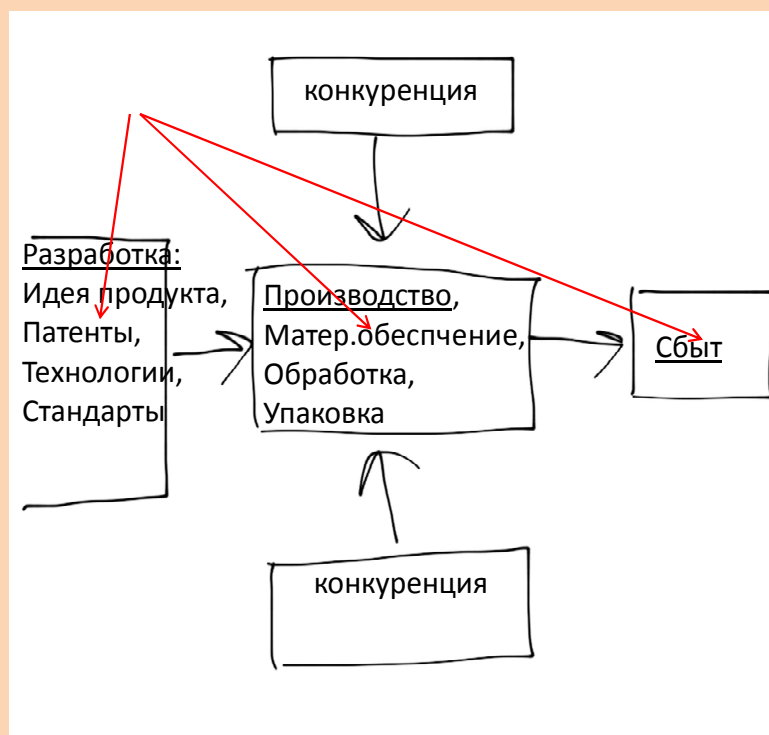 конкуренция
Разработка:
Идея продукта,
Патенты,
Технологии,
Стандарты
Производство,
Матер.обеспчение,
Обработка,
Упаковка
Сбыт
конкуренция